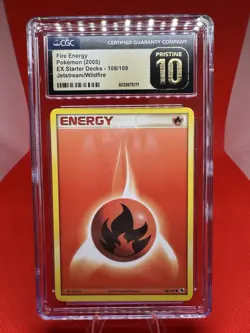 CGC
CERTIFIED GUARANTY COMPANY
Fire Energy
Pokémon (2005)
EX Starter Decks - 108/109
Jetstream/Wildfire
PRISTINE
10
ENERGY